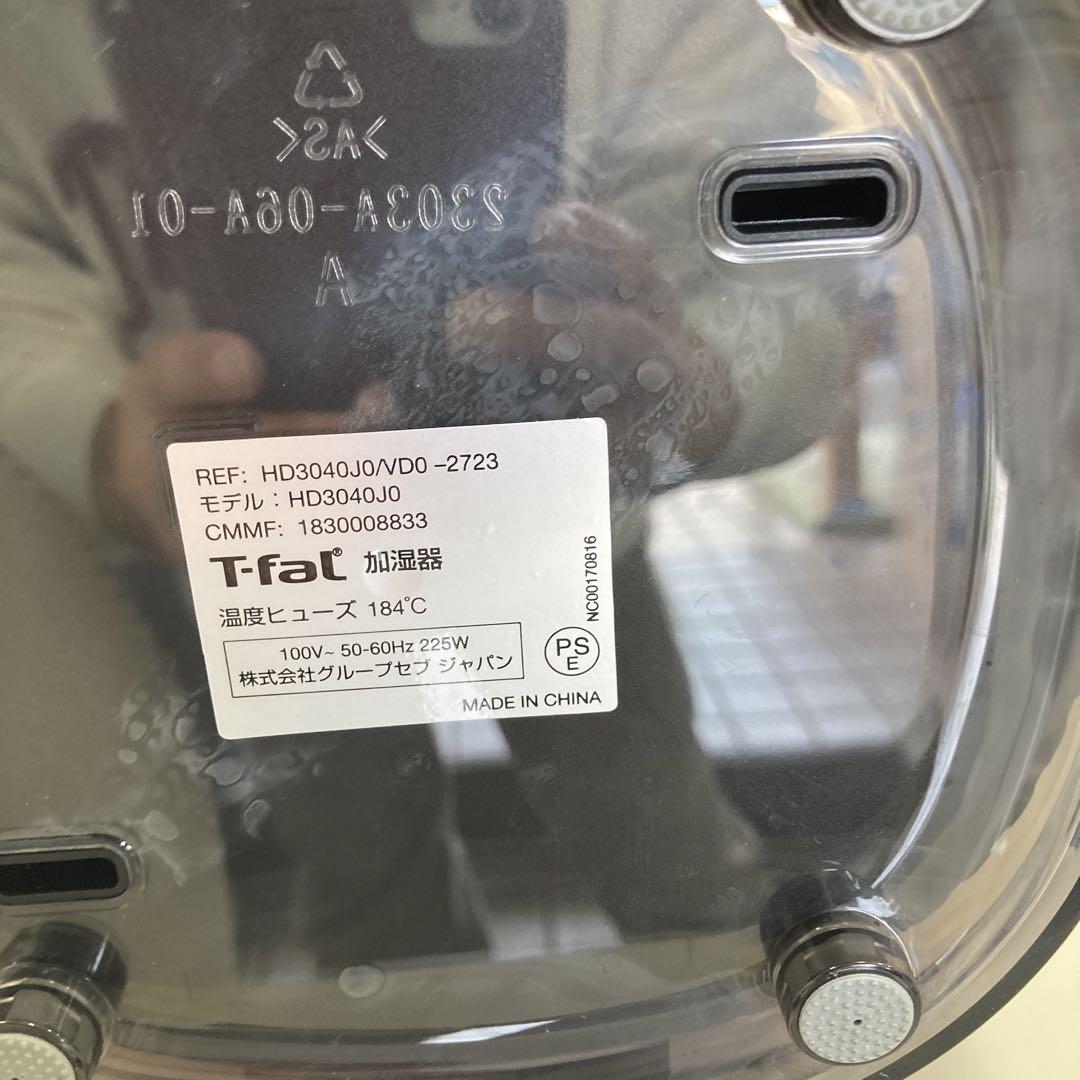 >AS<
2303A-06A-01
A
REF: HD3040J0/VD0 -2723
モデル：HD3040J0
CMMF: 1830008833
T-faL® 加湿器
温度ヒューズ 184℃
100V~ 50-60Hz 225W
株式会社グループセブ ジャパン
PS
E
MADE IN CHINA
NC00170816